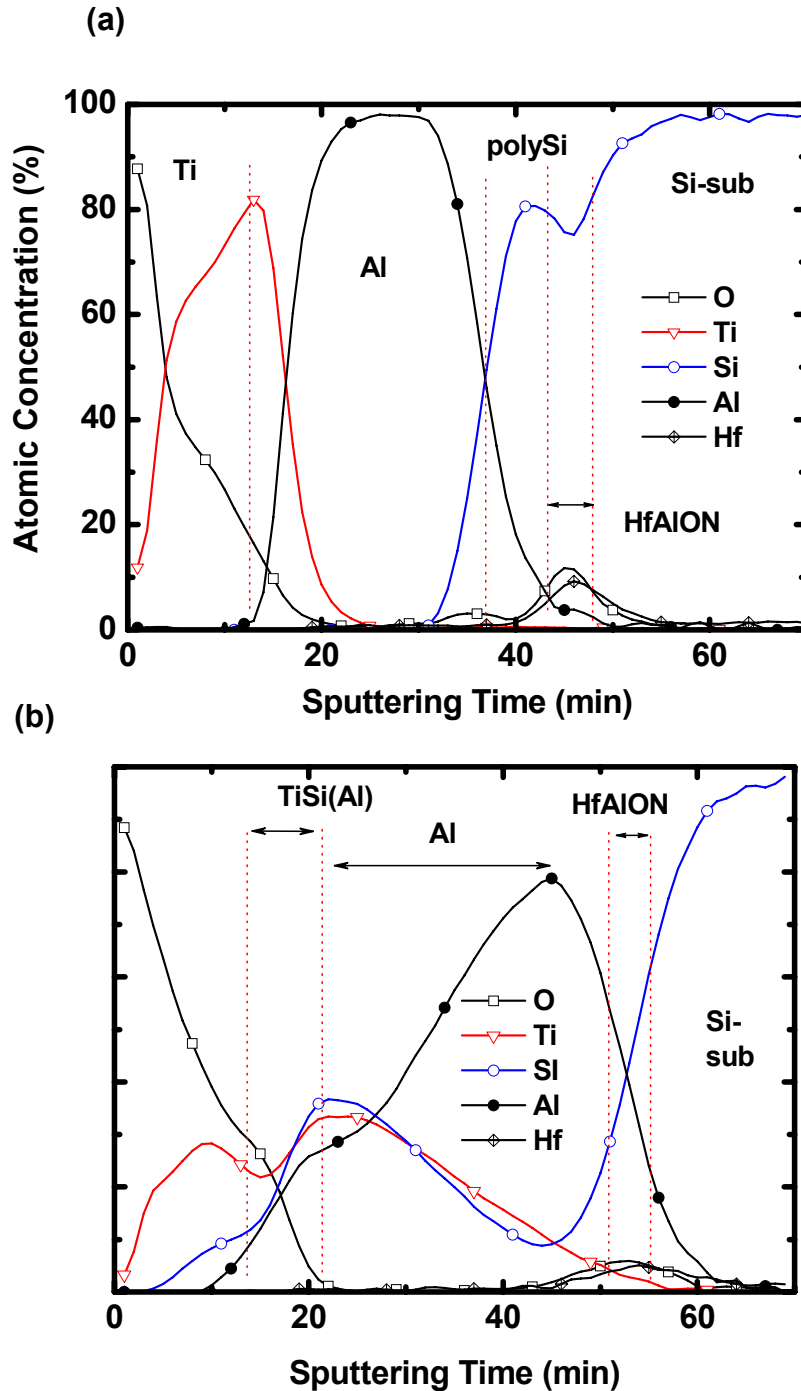 (a)
100
80
60
40
20
0
Atomic Concentration (%)
Ti
Al
polySi
Si-sub
O
Ti
Si
Al
Hf
HfAlON
0 20 40 60
Sputtering Time (min)
(b)
TiSi(Al)
Al
HfAlON
O
Ti
SI
Al
Hf
Si-
sub
0 20 40 60
Sputtering Time (min)